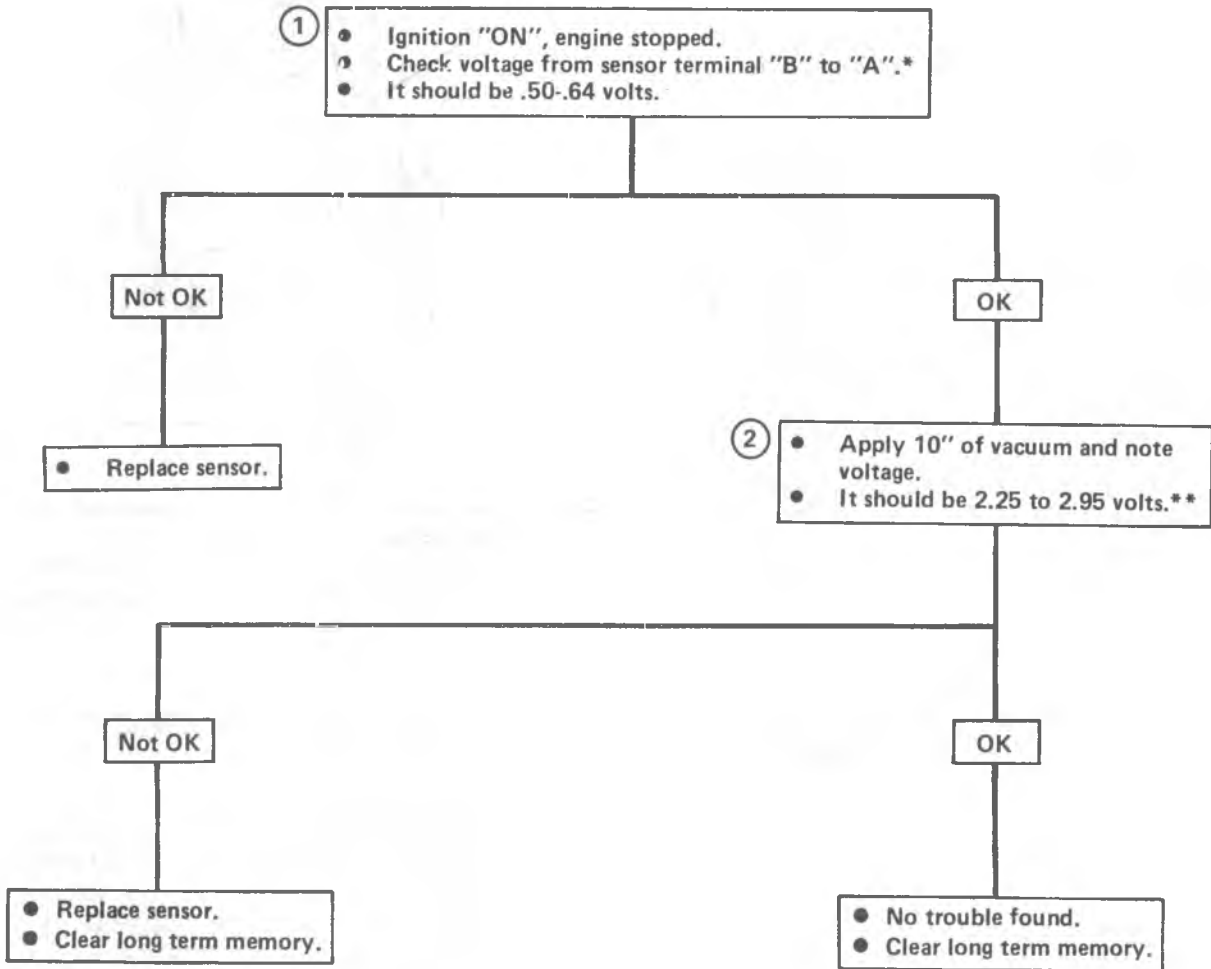 1
● Ignition "ON", engine stopped.
● Check voltage from sensor terminal "B" to "A".*
● It should be .50-.64 volts.
Not OK
OK
● Replace sensor.
2
● Apply 10" of vacuum and note
voltage.
● It should be 2.25 to 2.95 volts.**
Not OK
OK
● Replace sensor.
● Clear long term memory.
● No trouble found.
● Clear long term memory.